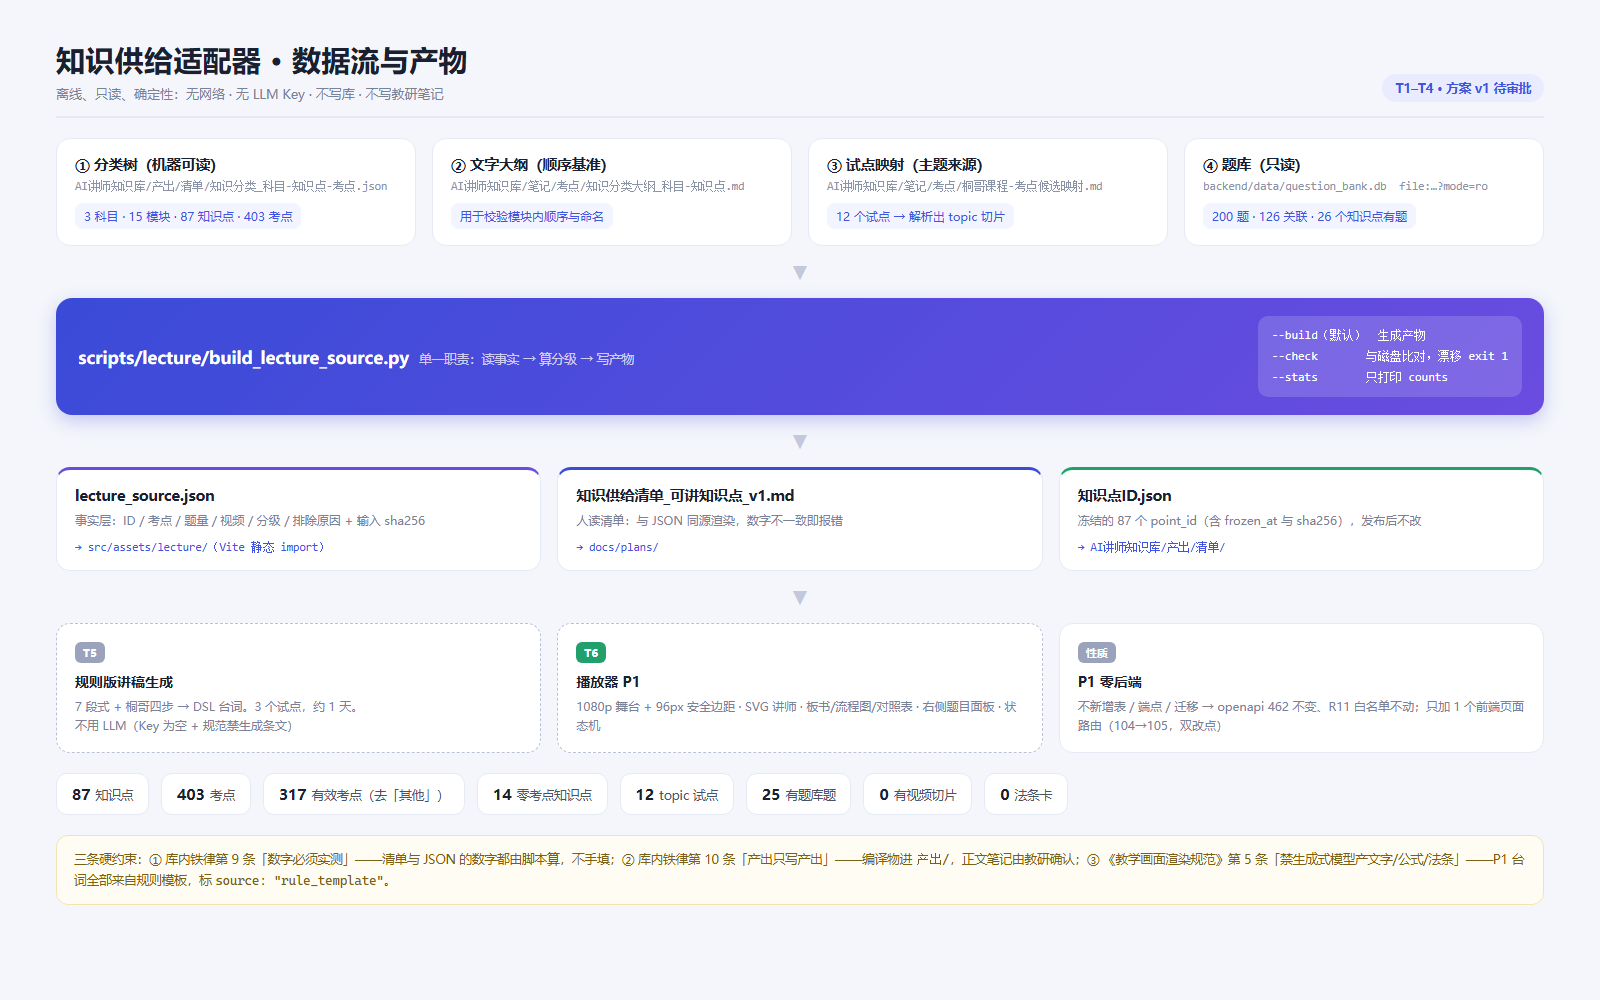 知识供给适配器 • 数据流与产物
离线、只读、确定性：无网络 · 无 LLM Key · 不写库 · 不写教研笔记
T1–T4 • 方案 v1 待审批
① 分类树（机器可读）
AI讲师知识库/产出/清单/知识分类_科目-知识点-考点.json
3 科目 · 15 模块 · 87 知识点 · 403 考点
② 文字大纲（顺序基准）
AI讲师知识库/笔记/考点/知识分类大纲_科目-知识点.md
用于校验模块内顺序与命名
③ 试点映射（主题来源）
AI讲师知识库/笔记/考点/桐哥课程-考点候选映射.md
12 个试点 → 解析出 topic 切片
④ 题库（只读）
backend/data/question_bank.db file:…?mode=ro
200 题 · 126 关联 · 26 个知识点有题
▼
scripts/lecture/build_lecture_source.py 单一职责：读事实 → 算分级 → 写产物
--build（默认） 生成产物
--check 与磁盘比对，漂移 exit 1
--stats 只打印 counts
▼
lecture_source.json
事实层：ID / 考点 / 题量 / 视频 / 分级 / 排除原因 + 输入 sha256
→ src/assets/lecture/（Vite 静态 import）
知识供给清单_可讲知识点_v1.md
人读清单：与 JSON 同源渲染，数字不一致即报错
→ docs/plans/
知识点ID.json
冻结的 87 个 point_id（含 frozen_at 与 sha256），发布后不改
→ AI讲师知识库/产出/清单/
▼
T5
规则版讲稿生成
7 段式 + 桐哥四步 → DSL 台词。3 个试点，约 1 天。
不用 LLM（Key 为空 + 规范禁生成条文）
T6
播放器 P1
1080p 舞台 + 96px 安全边距 · SVG 讲师 · 板书/流程图/对照表 · 右侧题目面板 · 状
态机
性质
P1 零后端
不新增表 / 端点 / 迁移 → openapi 462 不变、R11 白名单不动；只加 1 个前端页面
路由（104→105，双改点）
87 知识点
403 考点
317 有效考点（去「其他」）
14 零考点知识点
12 topic 试点
25 有题库题
0 有视频切片
0 法条卡
三条硬约束：① 库内铁律第 9 条「数字必须实测」——清单与 JSON 的数字都由脚本算，不手填；② 库内铁律第 10 条「产出只写产出」——编译物进 产出/，正文笔记由教研确认；③ 《教学画面渲染规范》第 5 条「禁生成式模型产文字/公式/法条」——P1 台
词全部来自规则模板，标 source: "rule_template"。